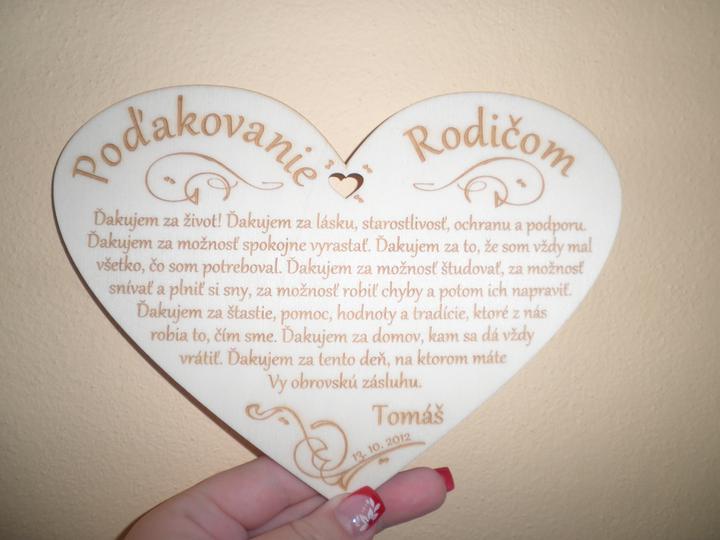 Poďakovanie Rodičom
Ďakujem za život! Ďakujem za lásku, starostlivosť, ochranu a podporu.
Ďakujem za možnosť spokojne vyrastať. Ďakujem za to, že som vždy mal
všetko, čo som potreboval. Ďakujem za možnosť študovať, za možnosť
snívať a plniť si sny, za možnosť robiť chyby a potom ich napraviť.
Ďakujem za štastie, pomoc, hodnoty a tradície, ktoré z nás
robia to, čím sme. Ďakujem za domov, kam sa dá vždy
vrátiť. Ďakujem za tento deň, na ktorom máte
Vy obrovskú zásluhu.
Tomáš
13. 10. 2012